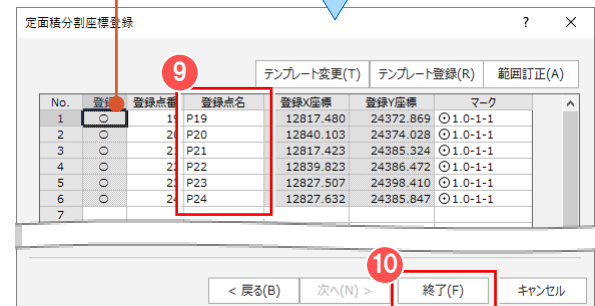 定面積分割座標登録 ? ×
9
テンプレート変更(T) テンプレート登録(R) 範囲訂正(A)
No. 登録 登録点番 登録点名 登録X座標 登録Y座標 マーク
1 ○ 19 P19 12817.480 24372.869 ⊙1.0-1-1
2 ○ 20 P20 12840.103 24374.028 ⊙1.0-1-1
3 ○ 21 P21 12817.423 24385.324 ⊙1.0-1-1
4 ○ 22 P22 12839.823 24386.472 ⊙1.0-1-1
5 ○ 23 P23 12827.507 24398.410 ⊙1.0-1-1
6 ○ 24 P24 12827.632 24385.847 ⊙1.0-1-1
7
10
< 戻る(B) 次へ(N) > 終了(F) キャンセル